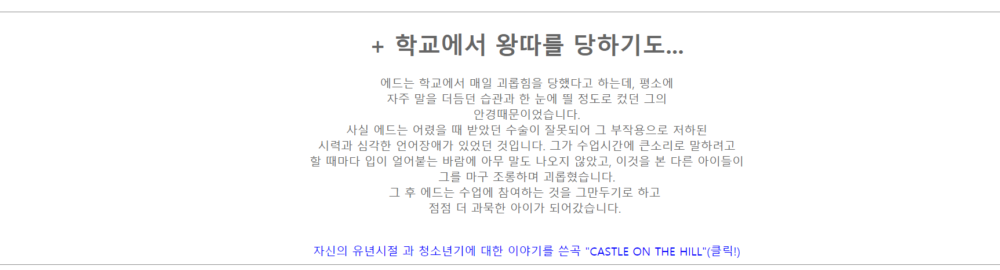 + 학교에서 왕따를 당하기도...
에드는 학교에서 매일 괴롭힘을 당했다고 하는데, 평소에
자주 말을 더듬던 습관과 한 눈에 띌 정도로 컸던 그의
안경때문이었습니다.
사실 에드는 어렸을 때 받았던 수술이 잘못되어 그 부작용으로 저하된
시력과 심각한 언어장애가 있었던 것입니다. 그가 수업시간에 큰소리로 말하려고
할 때마다 입이 얼어붙는 바람에 아무 말도 나오지 않았고, 이것을 본 다른 아이들이
그를 마구 조롱하며 괴롭혔습니다.
그 후 에드는 수업에 참여하는 것을 그만두기로 하고
점점 더 과묵한 아이가 되어갔습니다.
자신의 유년시절 과 청소년기에 대한 이야기를 쓴곡 "CASTLE ON THE HILL"(클릭!)